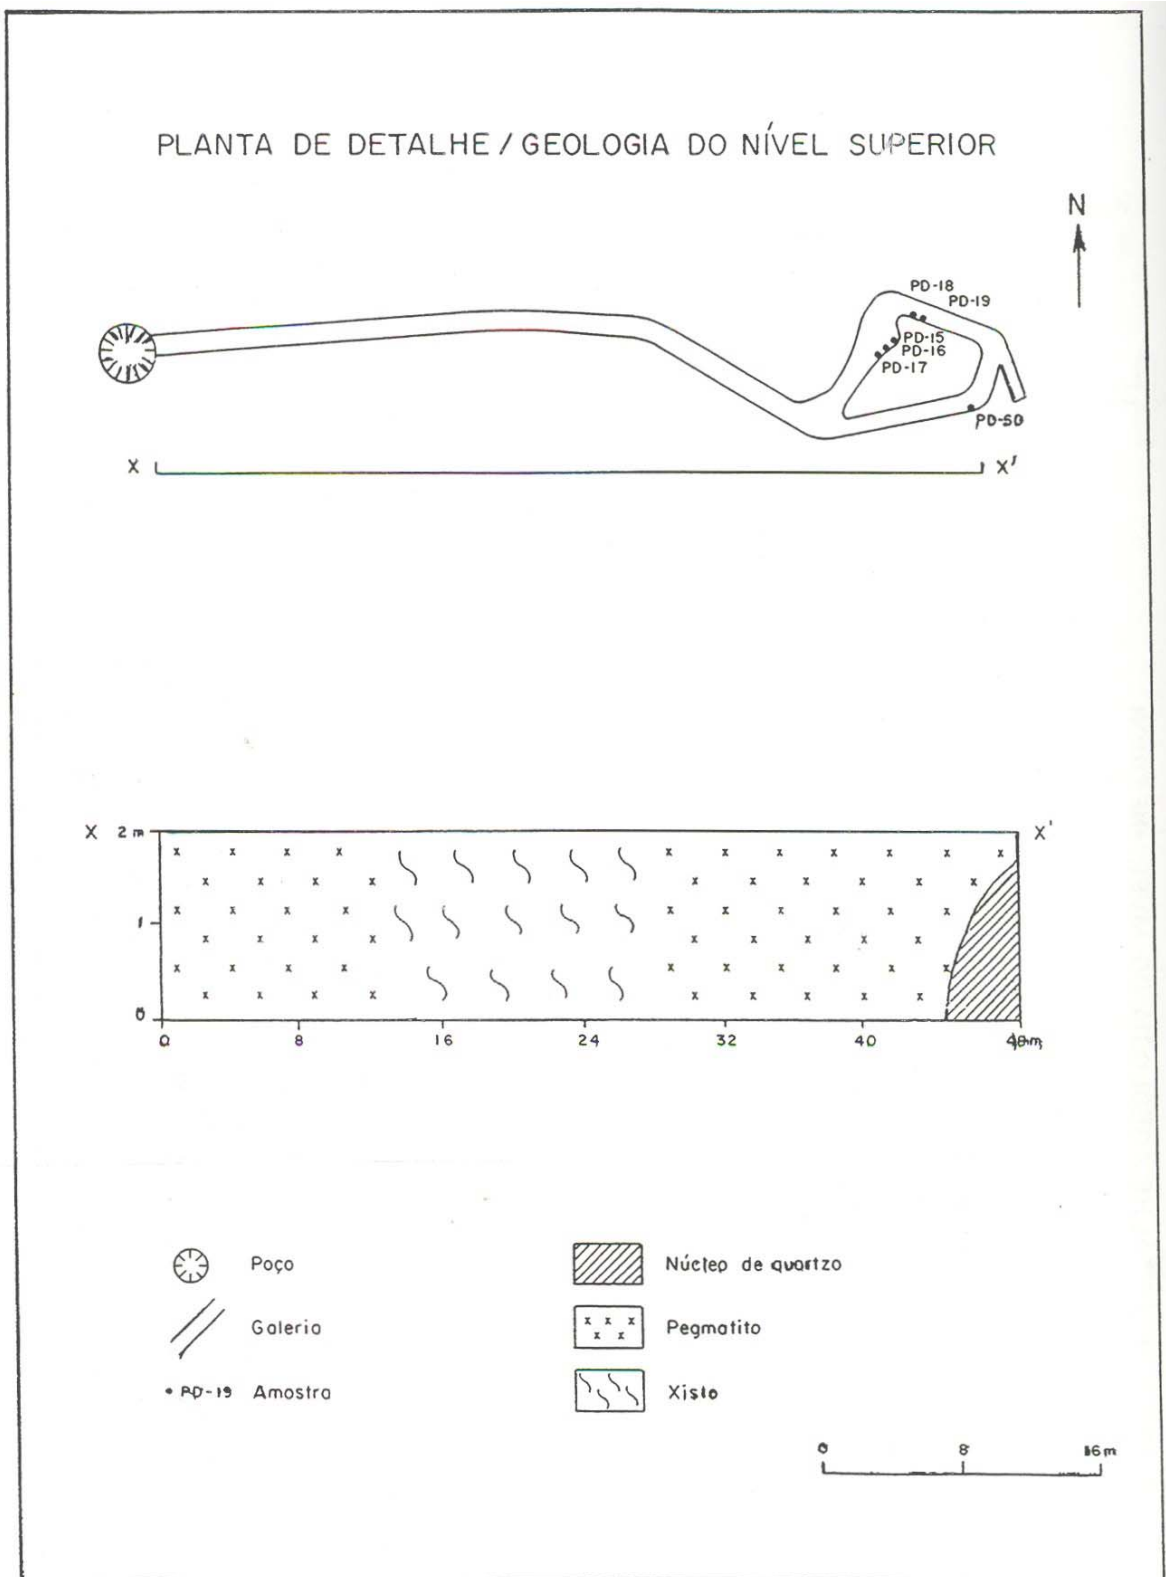 PLANTA DE DETALHE / GEOLOGIA DO NÍVEL SUPERIOR
N
PD-18
PD-19
PD-15
PD-16
PD-17
PD-50
X X'
X 2 m X'
1
0
0 8 16 24 32 40 48m
Poço
Galeria
• PD-19 Amostra
Núcleo de quartzo
Pegmatito
Xisto
0 8 16m